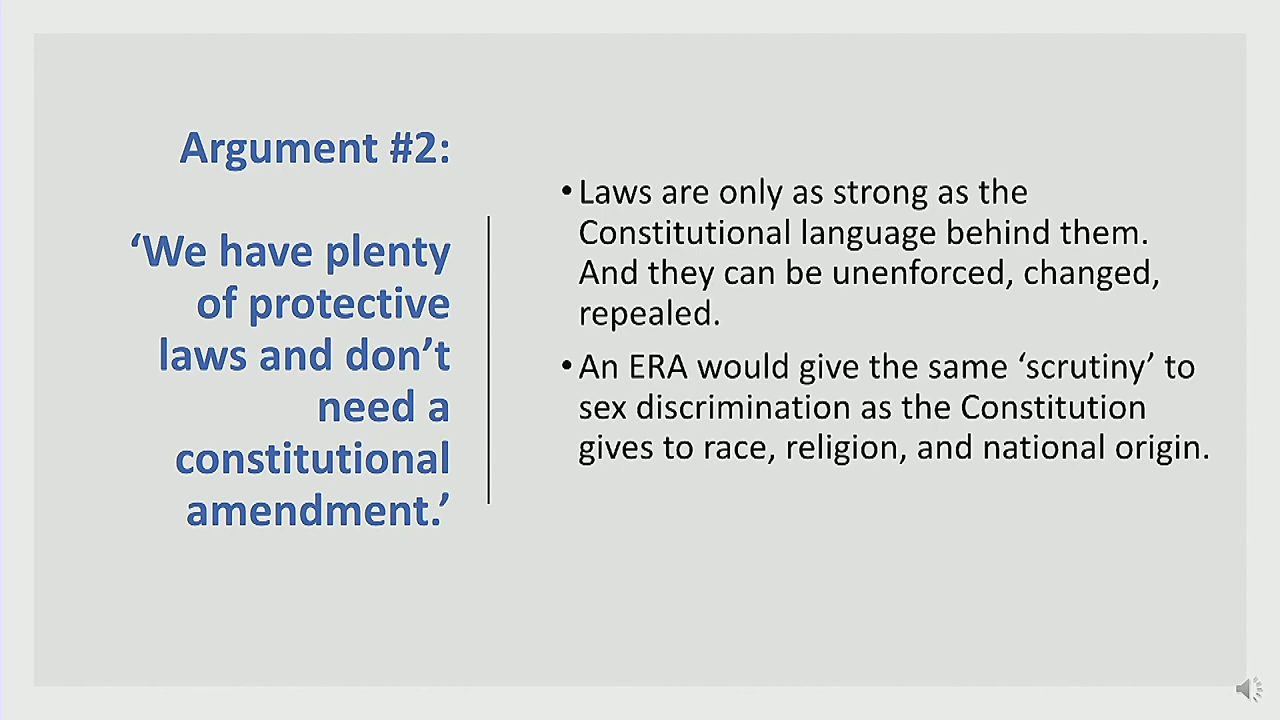 Argument #2:
‘We have plenty
of protective
laws and don’t
need a
constitutional
amendment.’
•Laws are only as strong as the
Constitutional language behind them.
And they can be unenforced, changed,
repealed.
•An ERA would give the same ‘scrutiny’ to
sex discrimination as the Constitution
gives to race, religion, and national origin.